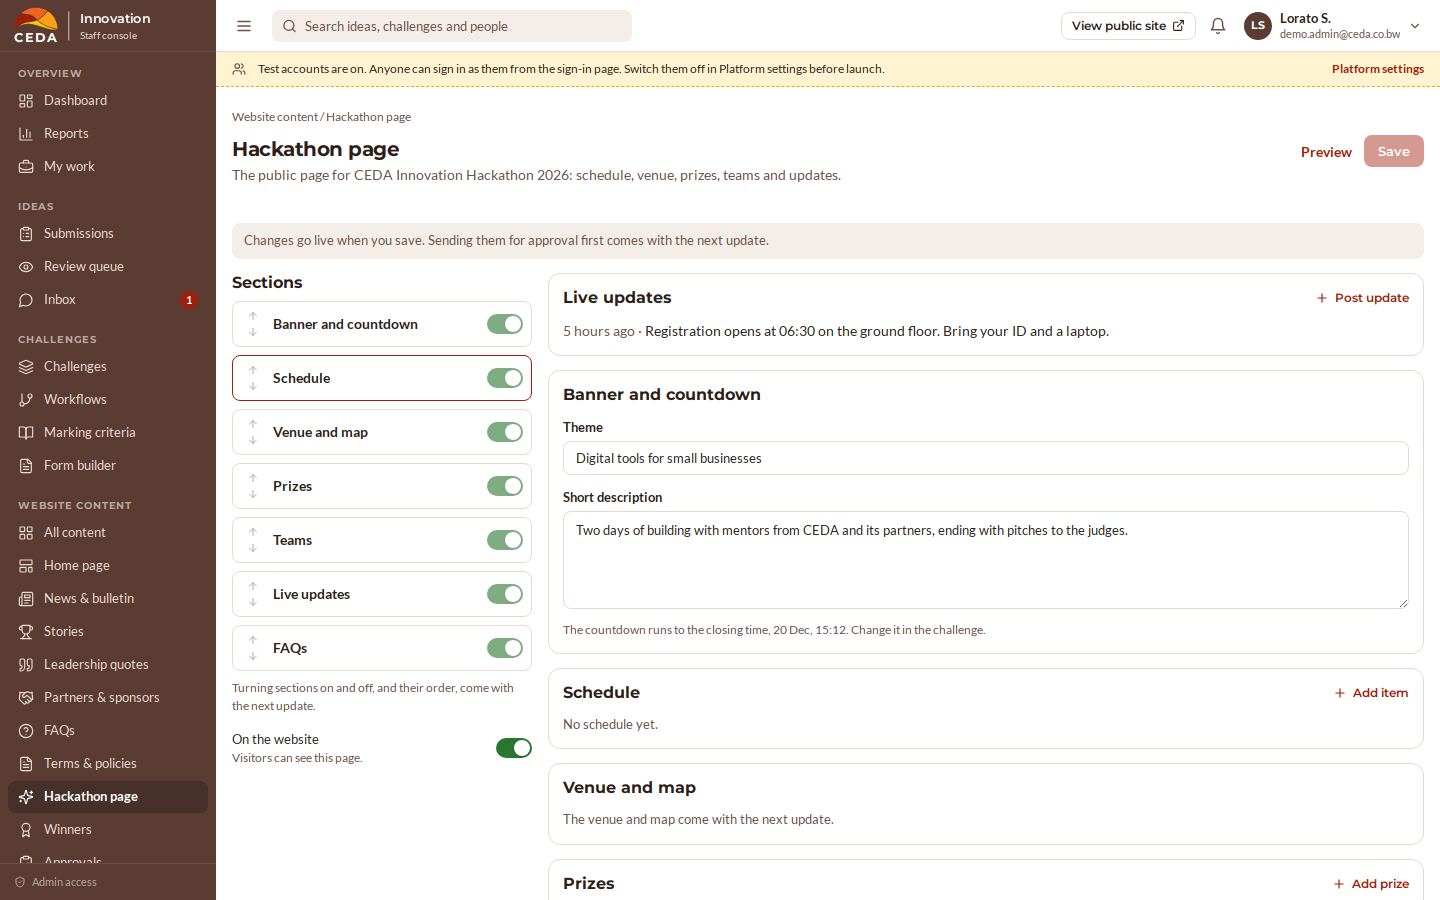 CEDA
Innovation
Staff console
Search ideas, challenges and people
View public site
LS
Lorato S.
demo.admin@ceda.co.bw
Test accounts are on. Anyone can sign in as them from the sign-in page. Switch them off in Platform settings before launch.
Platform settings
OVERVIEW
Dashboard
Reports
My work
IDEAS
Submissions
Review queue
Inbox
1
CHALLENGES
Challenges
Workflows
Marking criteria
Form builder
WEBSITE CONTENT
All content
Home page
News & bulletin
Stories
Leadership quotes
Partners & sponsors
FAQs
Terms & policies
Hackathon page
Winners
Approvals
Admin access
Website content / Hackathon page
Hackathon page
The public page for CEDA Innovation Hackathon 2026: schedule, venue, prizes, teams and updates.
Preview
Save
Changes go live when you save. Sending them for approval first comes with the next update.
Sections
Banner and countdown
Schedule
Venue and map
Prizes
Teams
Live updates
FAQs
Turning sections on and off, and their order, come with
the next update.
On the website
Visitors can see this page.
Live updates
Post update
5 hours ago · Registration opens at 06:30 on the ground floor. Bring your ID and a laptop.
Banner and countdown
Theme
Digital tools for small businesses
Short description
Two days of building with mentors from CEDA and its partners, ending with pitches to the judges.
The countdown runs to the closing time, 20 Dec, 15:12. Change it in the challenge.
Schedule
Add item
No schedule yet.
Venue and map
The venue and map come with the next update.
Prizes
Add prize